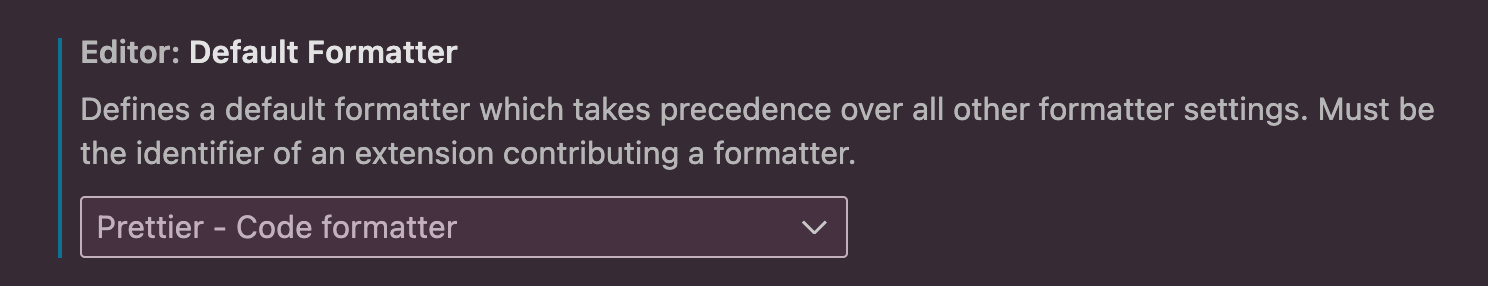 Editor: Default Formatter
Defines a default formatter which takes precedence over all other formatter settings. Must be
the identifier of an extension contributing a formatter.
Prettier - Code formatter